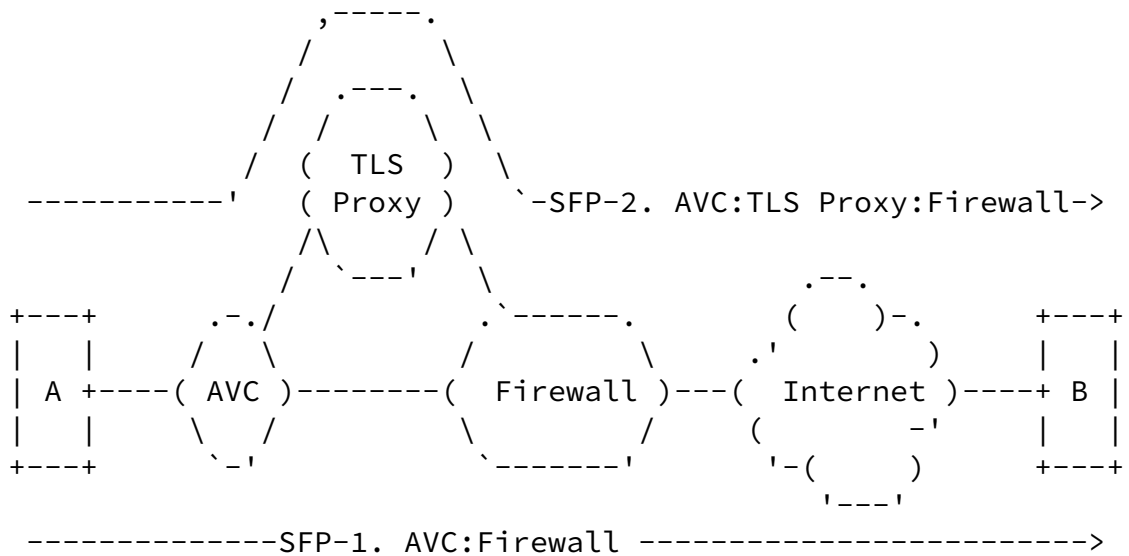 TLS
Proxy
SFP-2. AVC:TLS Proxy:Firewall
A AVC Firewall Internet B
SFP-1. AVC:Firewall